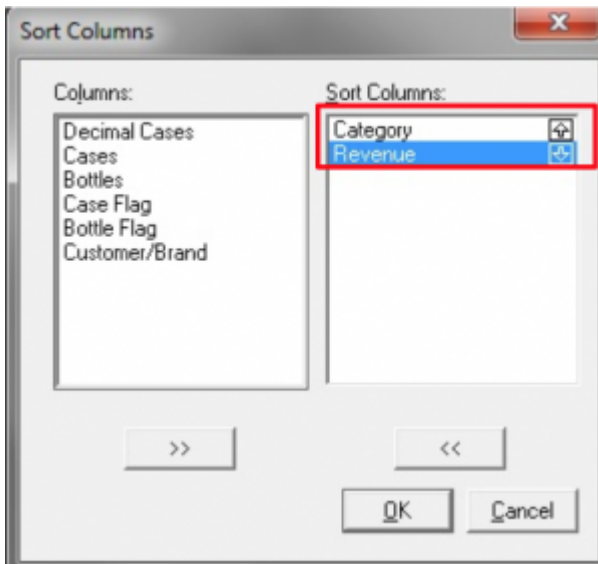 Sort Columns
Columns:
Decimal Cases
Cases
Bottles
Case Flag
Bottle Flag
Customer/Brand
Sort Columns:
Category
Revenue
>>
<<
OK
Cancel